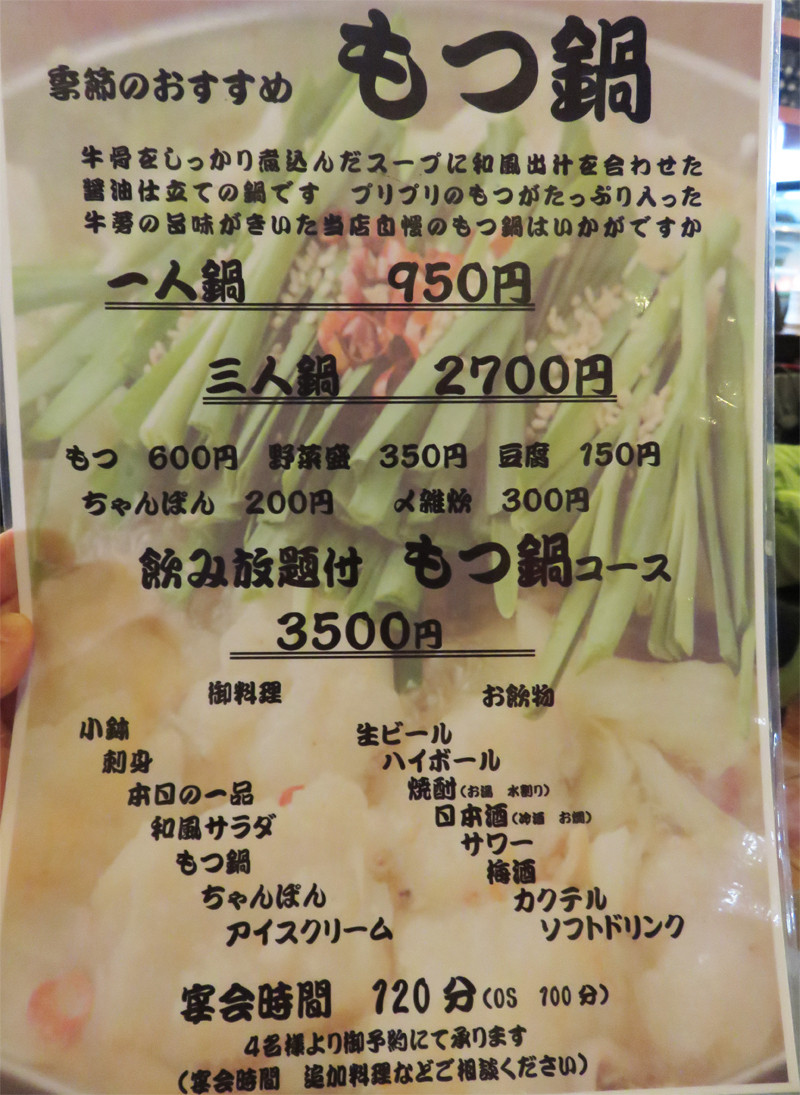 季節のおすすめ　もつ鍋
牛骨をしっかり煮込んだスープに和風出汁を合わせた
醤油仕立ての鍋です　プリプリのもつがたっぷり入った
牛蒡の旨味がきいた当店自慢のもつ鍋はいかがですか
一人鍋　950円
三人鍋　2700円
もつ　600円　野菜盛　350円　豆腐　150円
ちゃんぽん　200円　〆雑炊　300円
飲み放題付　もつ鍋コース
3500円
御料理
小鉢
刺身
本日の一品
和風サラダ
もつ鍋
ちゃんぽん
アイスクリーム
お飲物
生ビール
ハイボール
焼酎(お湯　水割り)
日本酒(冷酒　お燗)
サワー
梅酒
カクテル
ソフトドリンク
宴会時間　120分(OS　100分)
4名様より御予約にて承ります
(宴会時間　追加料理などご相談ください)